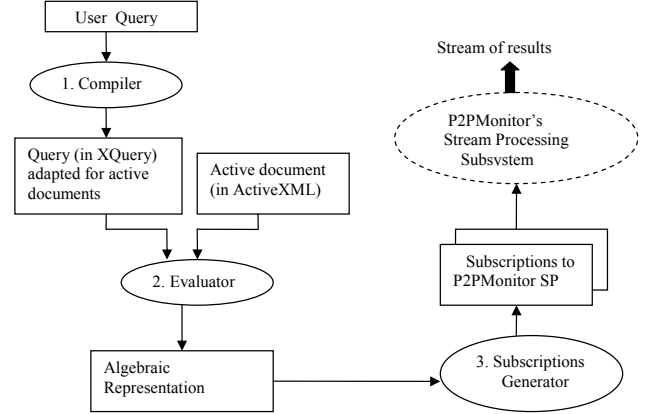 User Query
1. Compiler
Query (in XQuery)
adapted for active
documents
Active document
(in ActiveXML)
2. Evaluator
Algebraic
Representation
Stream of results
P2PMonitor's
Stream Processing
Subsystem
Subscriptions to
P2PMonitor SP
3. Subscriptions
Generator